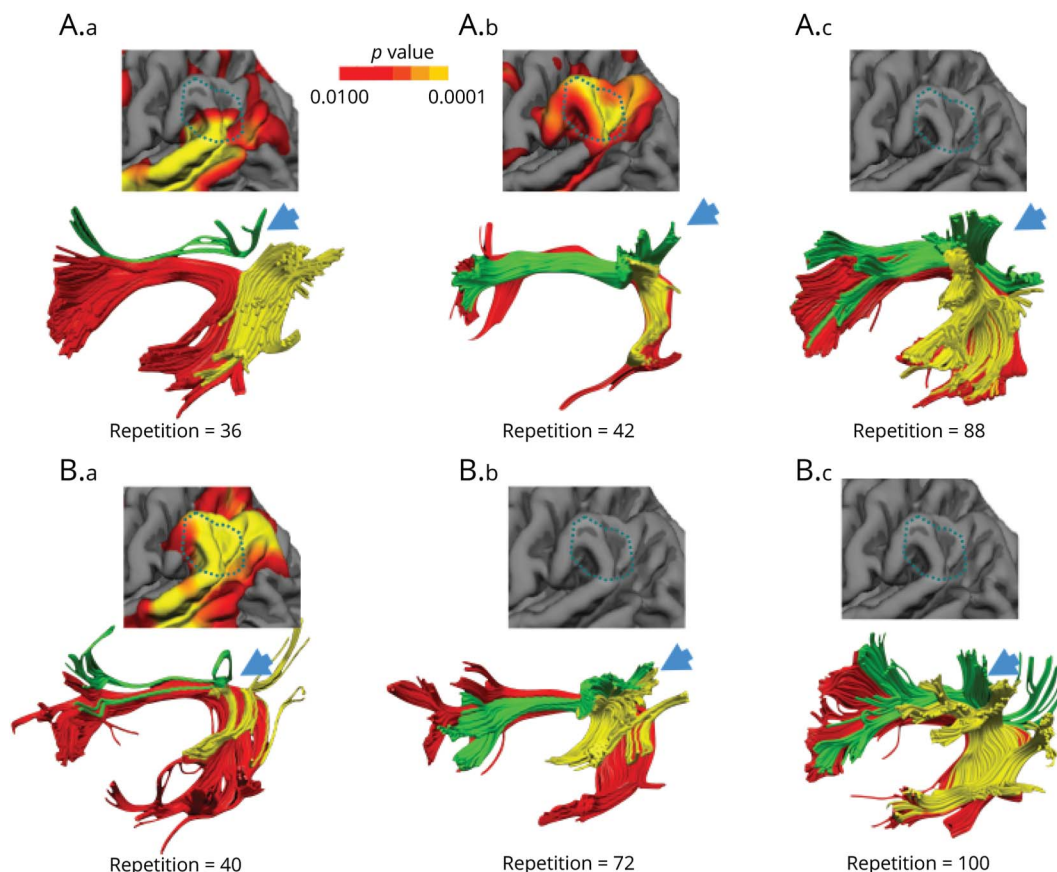 A.a
A.b
A.c
p value
0.0100 0.0001
Repetition = 36
Repetition = 42
Repetition = 88
B.a
B.b
B.c
Repetition = 40
Repetition = 72
Repetition = 100